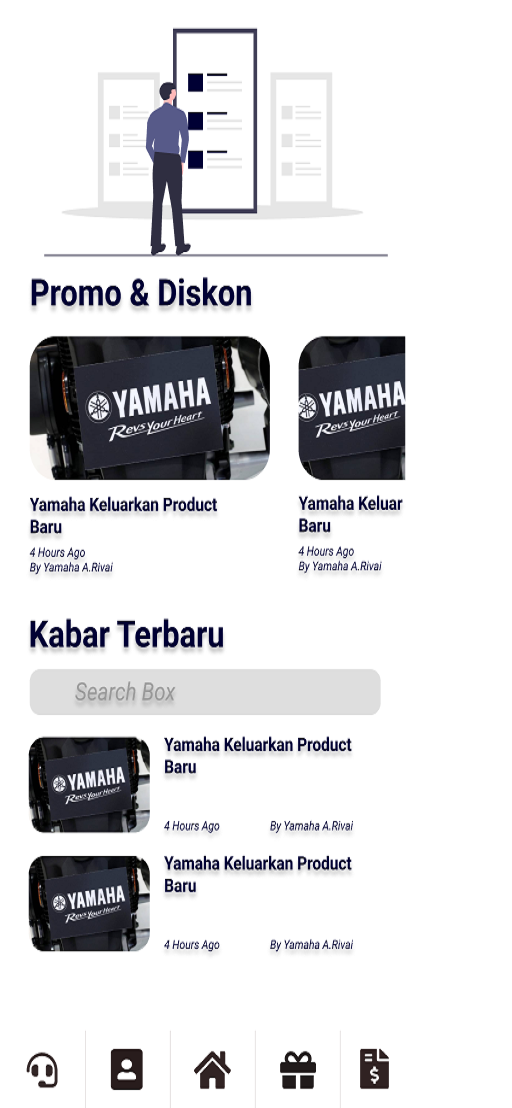 Promo & Diskon
YAMAHA
Revs Your Heart
YAMAHA
Revs Your Heart
Yamaha Keluarkan Product
Baru
4 Hours Ago
By Yamaha A.Rivai
Yamaha Keluar
Baru
4 Hours Ago
By Yamaha A.Rivai
Kabar Terbaru
Search Box
YAMAHA
Revs Your Heart
Yamaha Keluarkan Product
Baru
4 Hours Ago
By Yamaha A.Rivai
YAMAHA
Revs Your Heart
Yamaha Keluarkan Product
Baru
4 Hours Ago
By Yamaha A.Rivai
$